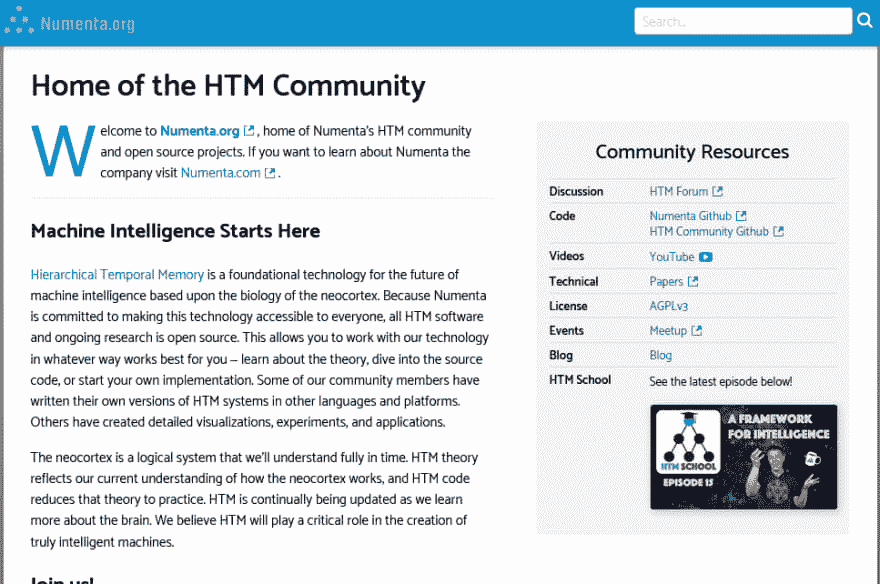 Numenta.org
Search...
Home of the HTM Community
Welcome to Numenta.org, home of Numenta's HTM community
and open source projects. If you want to learn about Numenta the
company visit Numenta.com.
Machine Intelligence Starts Here
Hierarchical Temporal Memory is a foundational technology for the future of
machine intelligence based upon the biology of the neocortex. Because Numenta
is committed to making this technology accessible to everyone, all HTM software
and ongoing research is open source. This allows you to work with our technology
in whatever way works best for you – learn about the theory, dive into the source
code, or start your own implementation. Some of our community members have
written their own versions of HTM systems in other languages and platforms.
Others have created detailed visualizations, experiments, and applications.
The neocortex is a logical system that we'll understand fully in time. HTM theory
reflects our current understanding of how the neocortex works, and HTM code
reduces that theory to practice. HTM is continually being updated as we learn
more about the brain. We believe HTM will play a critical role in the creation of
truly intelligent machines.
Join us!
Community Resources
Discussion HTM Forum
Code Numenta Github
HTM Community Github
Videos YouTube
Technical Papers
License AGPLv3
Events Meetup
Blog Blog
HTM School See the latest episode below!
A FRAMEWORK
FOR INTELLIGENCE
HTM SCHOOL
EPISODE 15